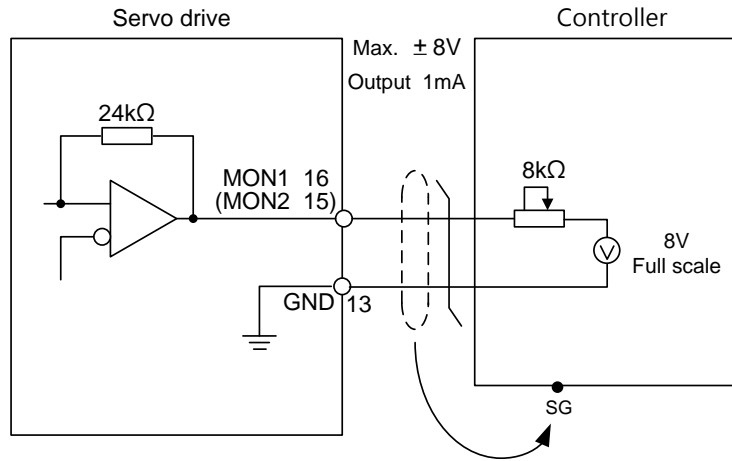 Servo drive
Max. ± 8V
Output 1mA
Controller
24kΩ
MON1 16
(MON2 15)
GND 13
8kΩ
V
8V
Full scale
SG